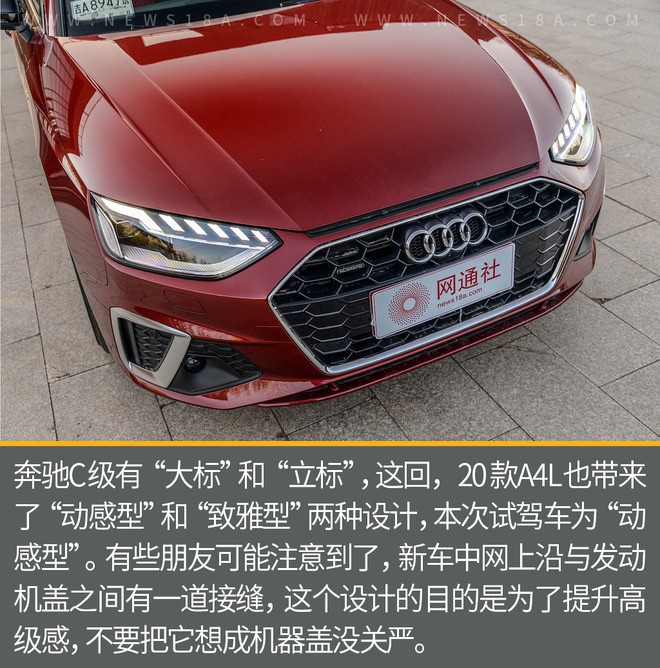 吉A894
WWW.NEWS18A.COM WWW.NEWS18A.COM
网通社
news18a.com
奔驰C级有“大标”和“立标”,这回，20款A4L也带来
了“动感型”和“致雅型”两种设计,本次试驾车为“动
感型”。有些朋友可能注意到了,新车中网上沿与发动
机盖之间有一道接缝,这个设计的目的是为了提升高
级感,不要把它想成机器盖没关严。